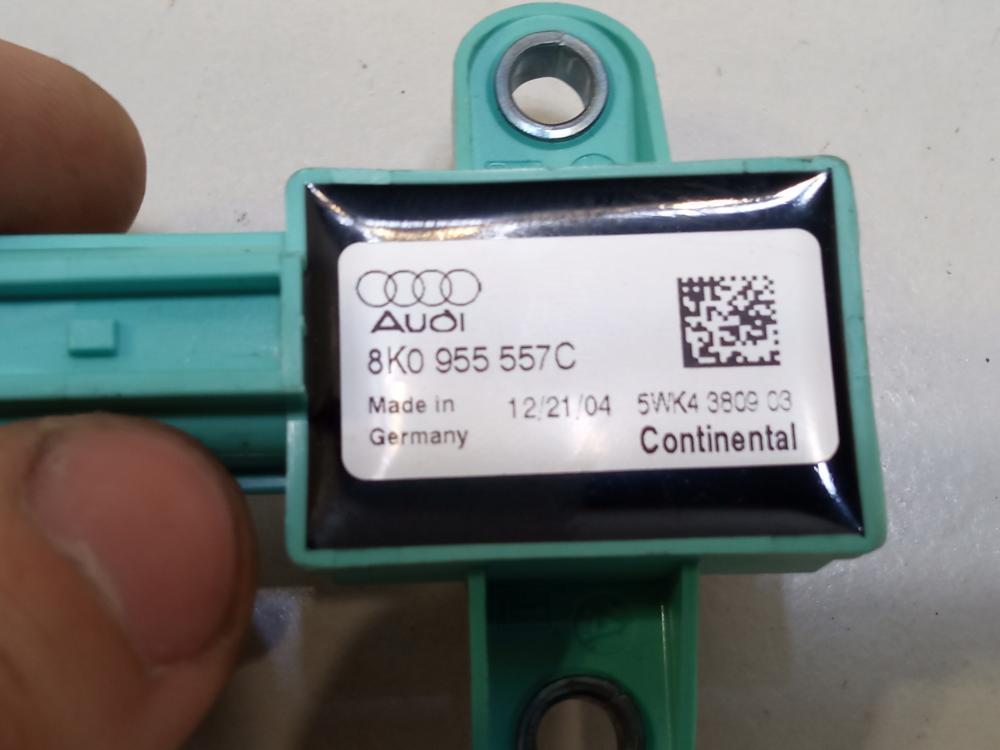 Audi
8K0 955 557C
Made in Germany
12/21/04
5WK4 3809 03
Continental